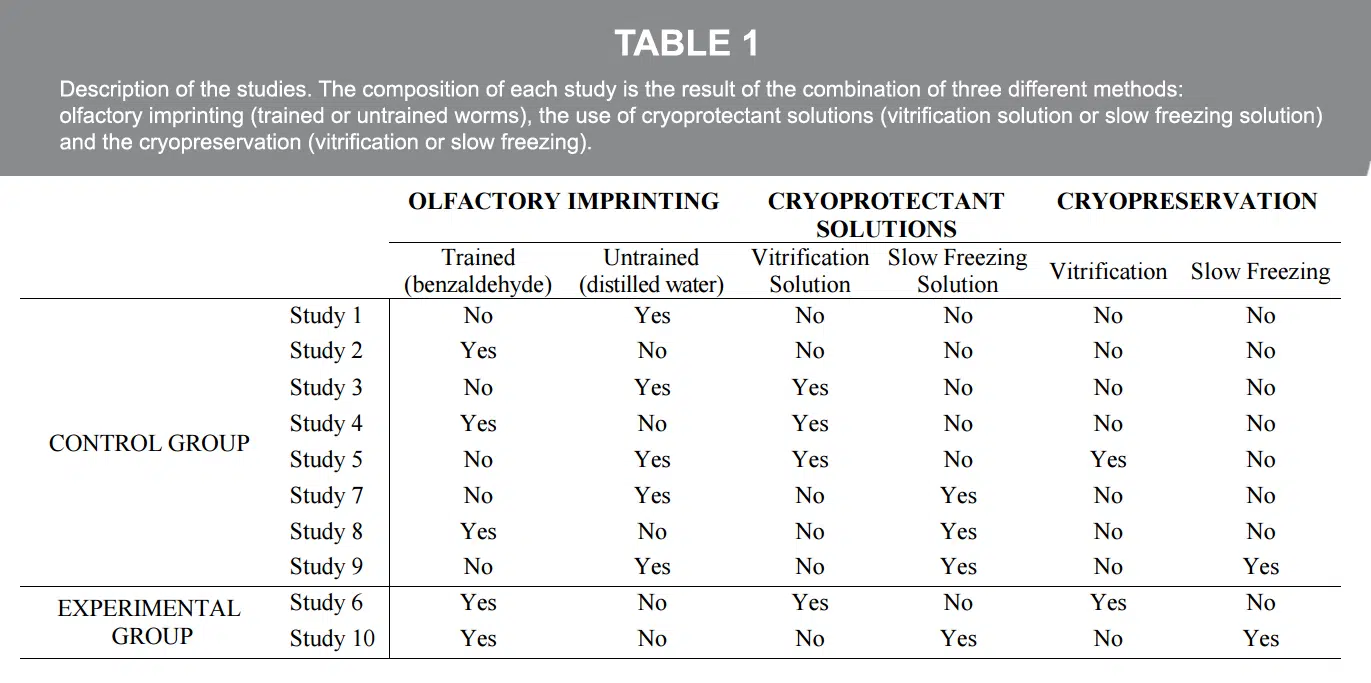 TABLE 1
Description of the studies. The composition of each study is the result of the combination of three different methods:
olfactory imprinting (trained or untrained worms), the use of cryoprotectant solutions (vitrification solution or slow freezing solution)
and the cryopreservation (vitrification or slow freezing).
OLFACTORY IMPRINTING CRYOPROTECTANT SOLUTIONS CRYOPRESERVATION
Trained (benzaldehyde) Untrained (distilled water) Vitrification Solution Slow Freezing Solution Vitrification Slow Freezing
CONTROL GROUP
Study 1 No Yes No No No No
Study 2 Yes No No No No No
Study 3 No Yes Yes No No No
Study 4 Yes No Yes No No No
Study 5 No Yes Yes No Yes No
Study 7 No Yes No Yes No No
Study 8 Yes No No Yes No No
Study 9 No Yes No Yes No Yes
EXPERIMENTAL GROUP
Study 6 Yes No Yes No Yes No
Study 10 Yes No No Yes No Yes